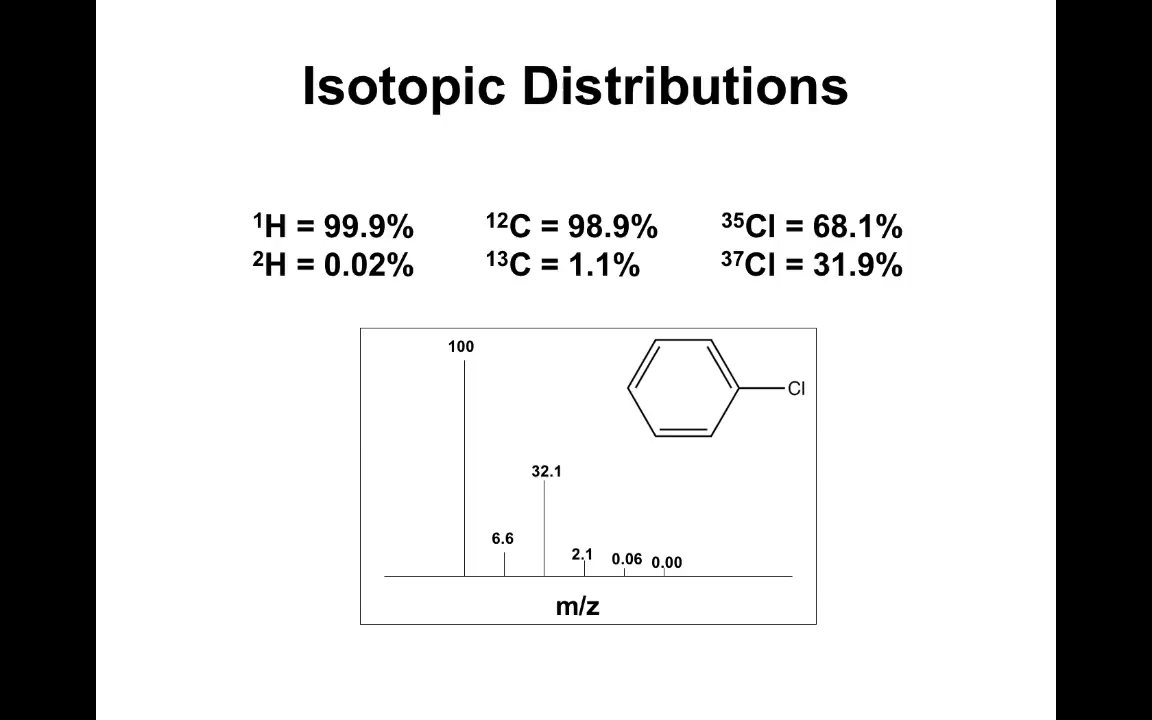 Isotopic Distributions
¹H = 99.9% ¹²C = 98.9% ³⁵Cl = 68.1%
²H = 0.02% ¹³C = 1.1% ³⁷Cl = 31.9%
100
Cl
32.1
6.6
2.1 0.06 0.00
m/z